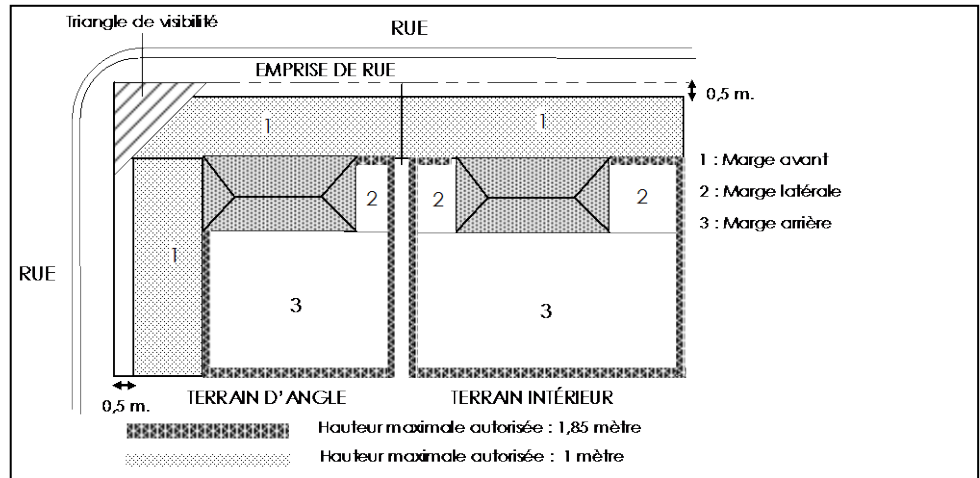 Triangle de visibilité
RUE
EMPRISE DE RUE
0,5 m.
1
1
1 : Marge avant
2
2
2
2 : Marge latérale
3 : Marge arrière
1
RUE
3
3
0,5 m.
TERRAIN D'ANGLE
TERRAIN INTÉRIEUR
Hauteur maximale autorisée : 1,85 mètre
Hauteur maximale autorisée : 1 mètre